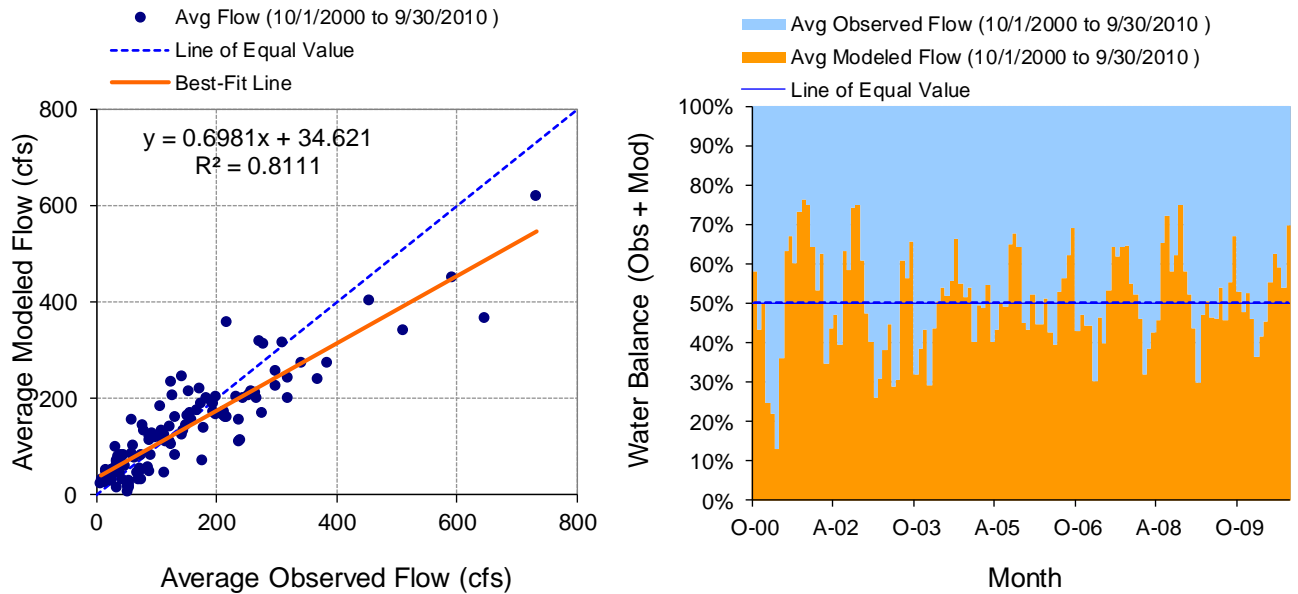 Avg Flow (10/1/2000 to 9/30/2010 )
Line of Equal Value
Best-Fit Line
800
600
400
200
0
y = 0.6981x + 34.621
R² = 0.8111
0 200 400 600 800
Average Modeled Flow (cfs)
Average Observed Flow (cfs)
Avg Observed Flow (10/1/2000 to 9/30/2010 )
Avg Modeled Flow (10/1/2000 to 9/30/2010 )
Line of Equal Value
100%
90%
80%
70%
60%
50%
40%
30%
20%
10%
0%
O-00 A-02 O-03 A-05 O-06 A-08 O-09
Water Balance (Obs + Mod)
Month